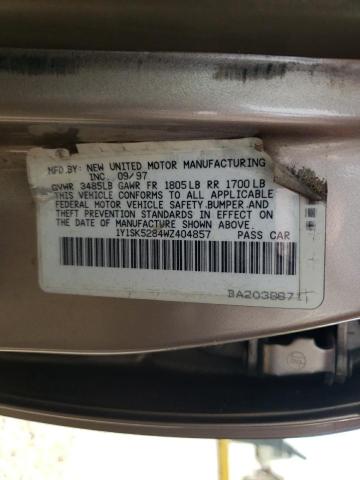 MFD.BY: NEW UNITED MOTOR MANUFACTURING
INC. 09/97
GVWR 3485LB GAWR FR 1805LB RR 1700LB
THIS VEHICLE CONFORMS TO ALL APPLICABLE
FEDERAL MOTOR VEHICLE SAFETY, BUMPER, AND
THEFT PREVENTION STANDARDS IN EFFECT ON
THE DATE OF MANUFACTURE SHOWN ABOVE.
1Y1SK5284WZ404857 PASS CAR
BA203887